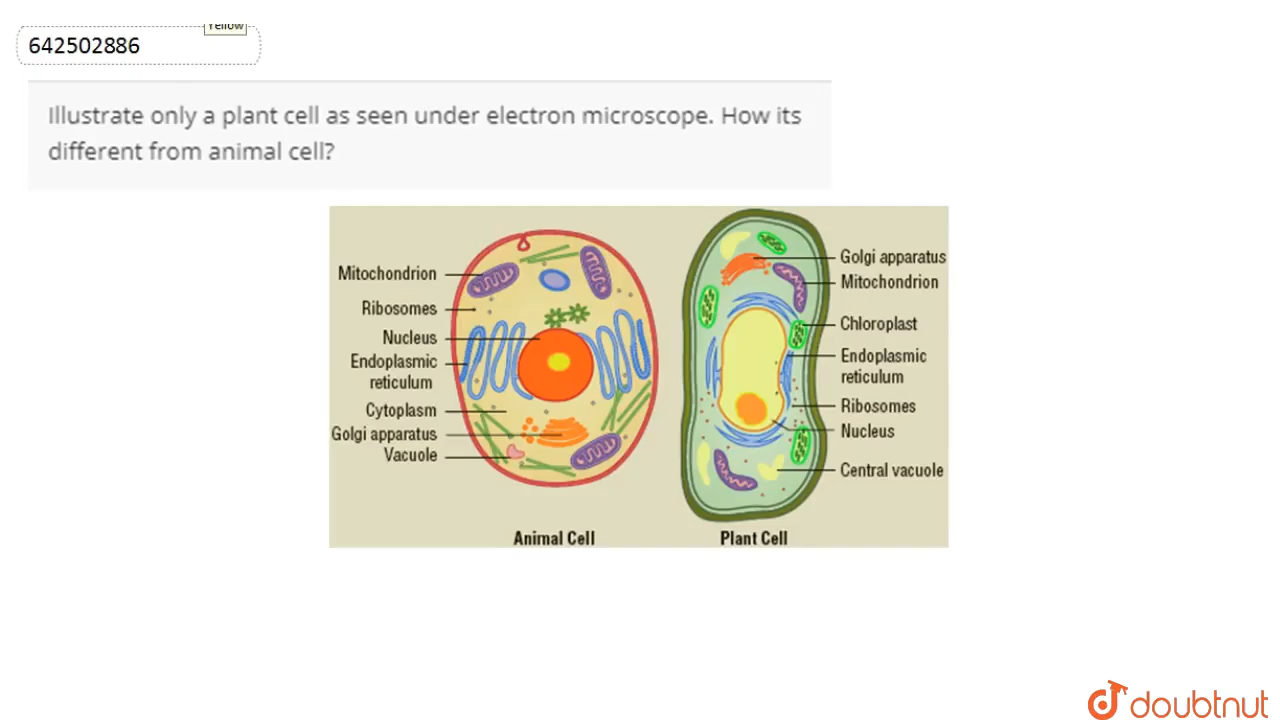 Yellow
642502886
Illustrate only a plant cell as seen under electron microscope. How its
different from animal cell?
Mitochondrion
Ribosomes
Nucleus
Endoplasmic
reticulum
Cytoplasm
Golgi apparatus
Vacuole
Animal Cell
Golgi apparatus
Mitochondrion
Chloroplast
Endoplasmic
reticulum
Ribosomes
Nucleus
Central vacuole
Plant Cell
doubtnut